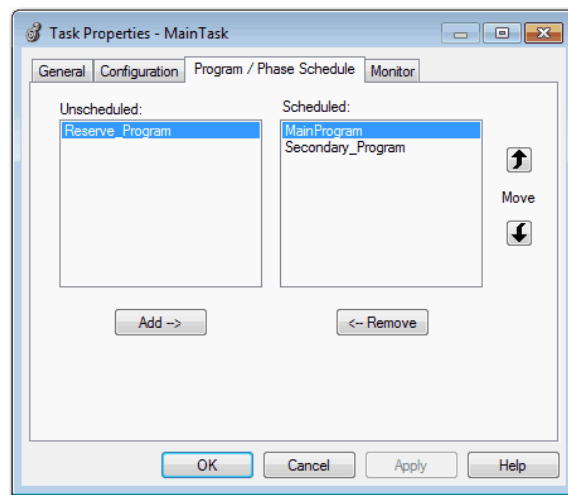 Task Properties - MainTask
General Configuration Program / Phase Schedule Monitor
Unscheduled: Scheduled:
Reserve_Program MainProgram
Secondary_Program
Move
Add --> <-- Remove
OK Cancel Apply Help